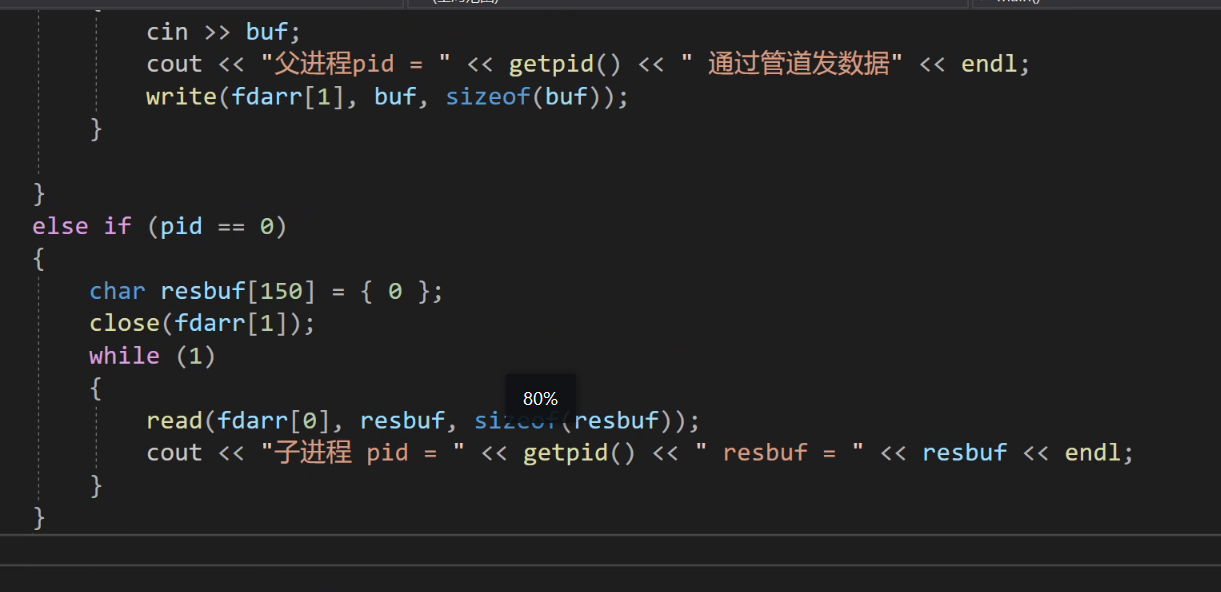 cin >> buf;
cout << "父进程pid = " << getpid() << " 通过管道发数据" << endl;
write(fdarr[1], buf, sizeof(buf));
}
}
else if (pid == 0)
{
char resbuf[150] = { 0 };
close(fdarr[1]);
while (1)
{
80%
read(fdarr[0], resbuf, sizeof(resbuf));
cout << "子进程 pid = " << getpid() << " resbuf = " << resbuf << endl;
}
}